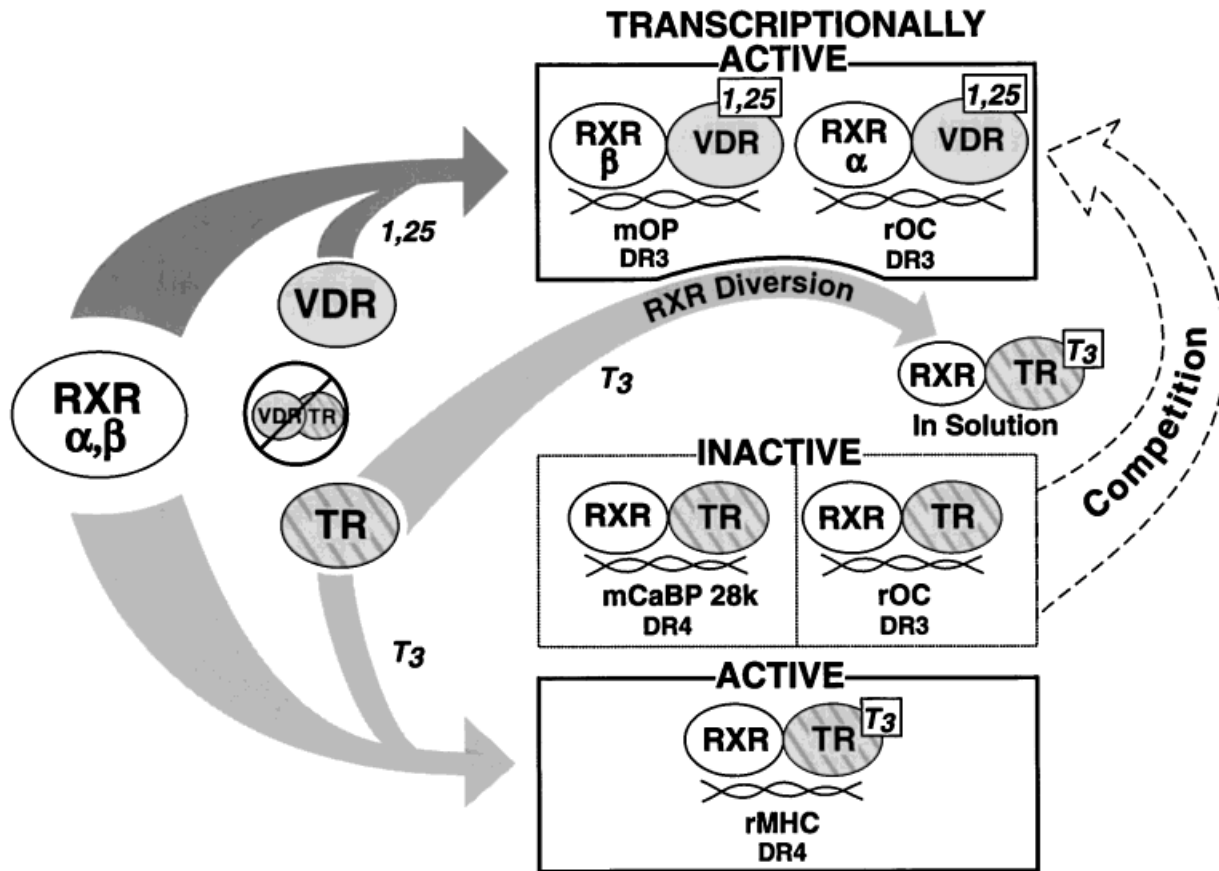 TRANSCRIPTIONALLY
ACTIVE
1,25
1,25
RXR
β
VDR
RXR
α
VDR
mOP
DR3
rOC
DR3
1,25
VDR
RXR Diversion
RXR
α,β
VDR TR
T3
RXR
TR
T3
In Solution
Competition
TR
INACTIVE
RXR
TR
RXR
TR
mCaBP 28k
DR4
rOC
DR3
T3
ACTIVE
RXR
TR
T3
rMHC
DR4